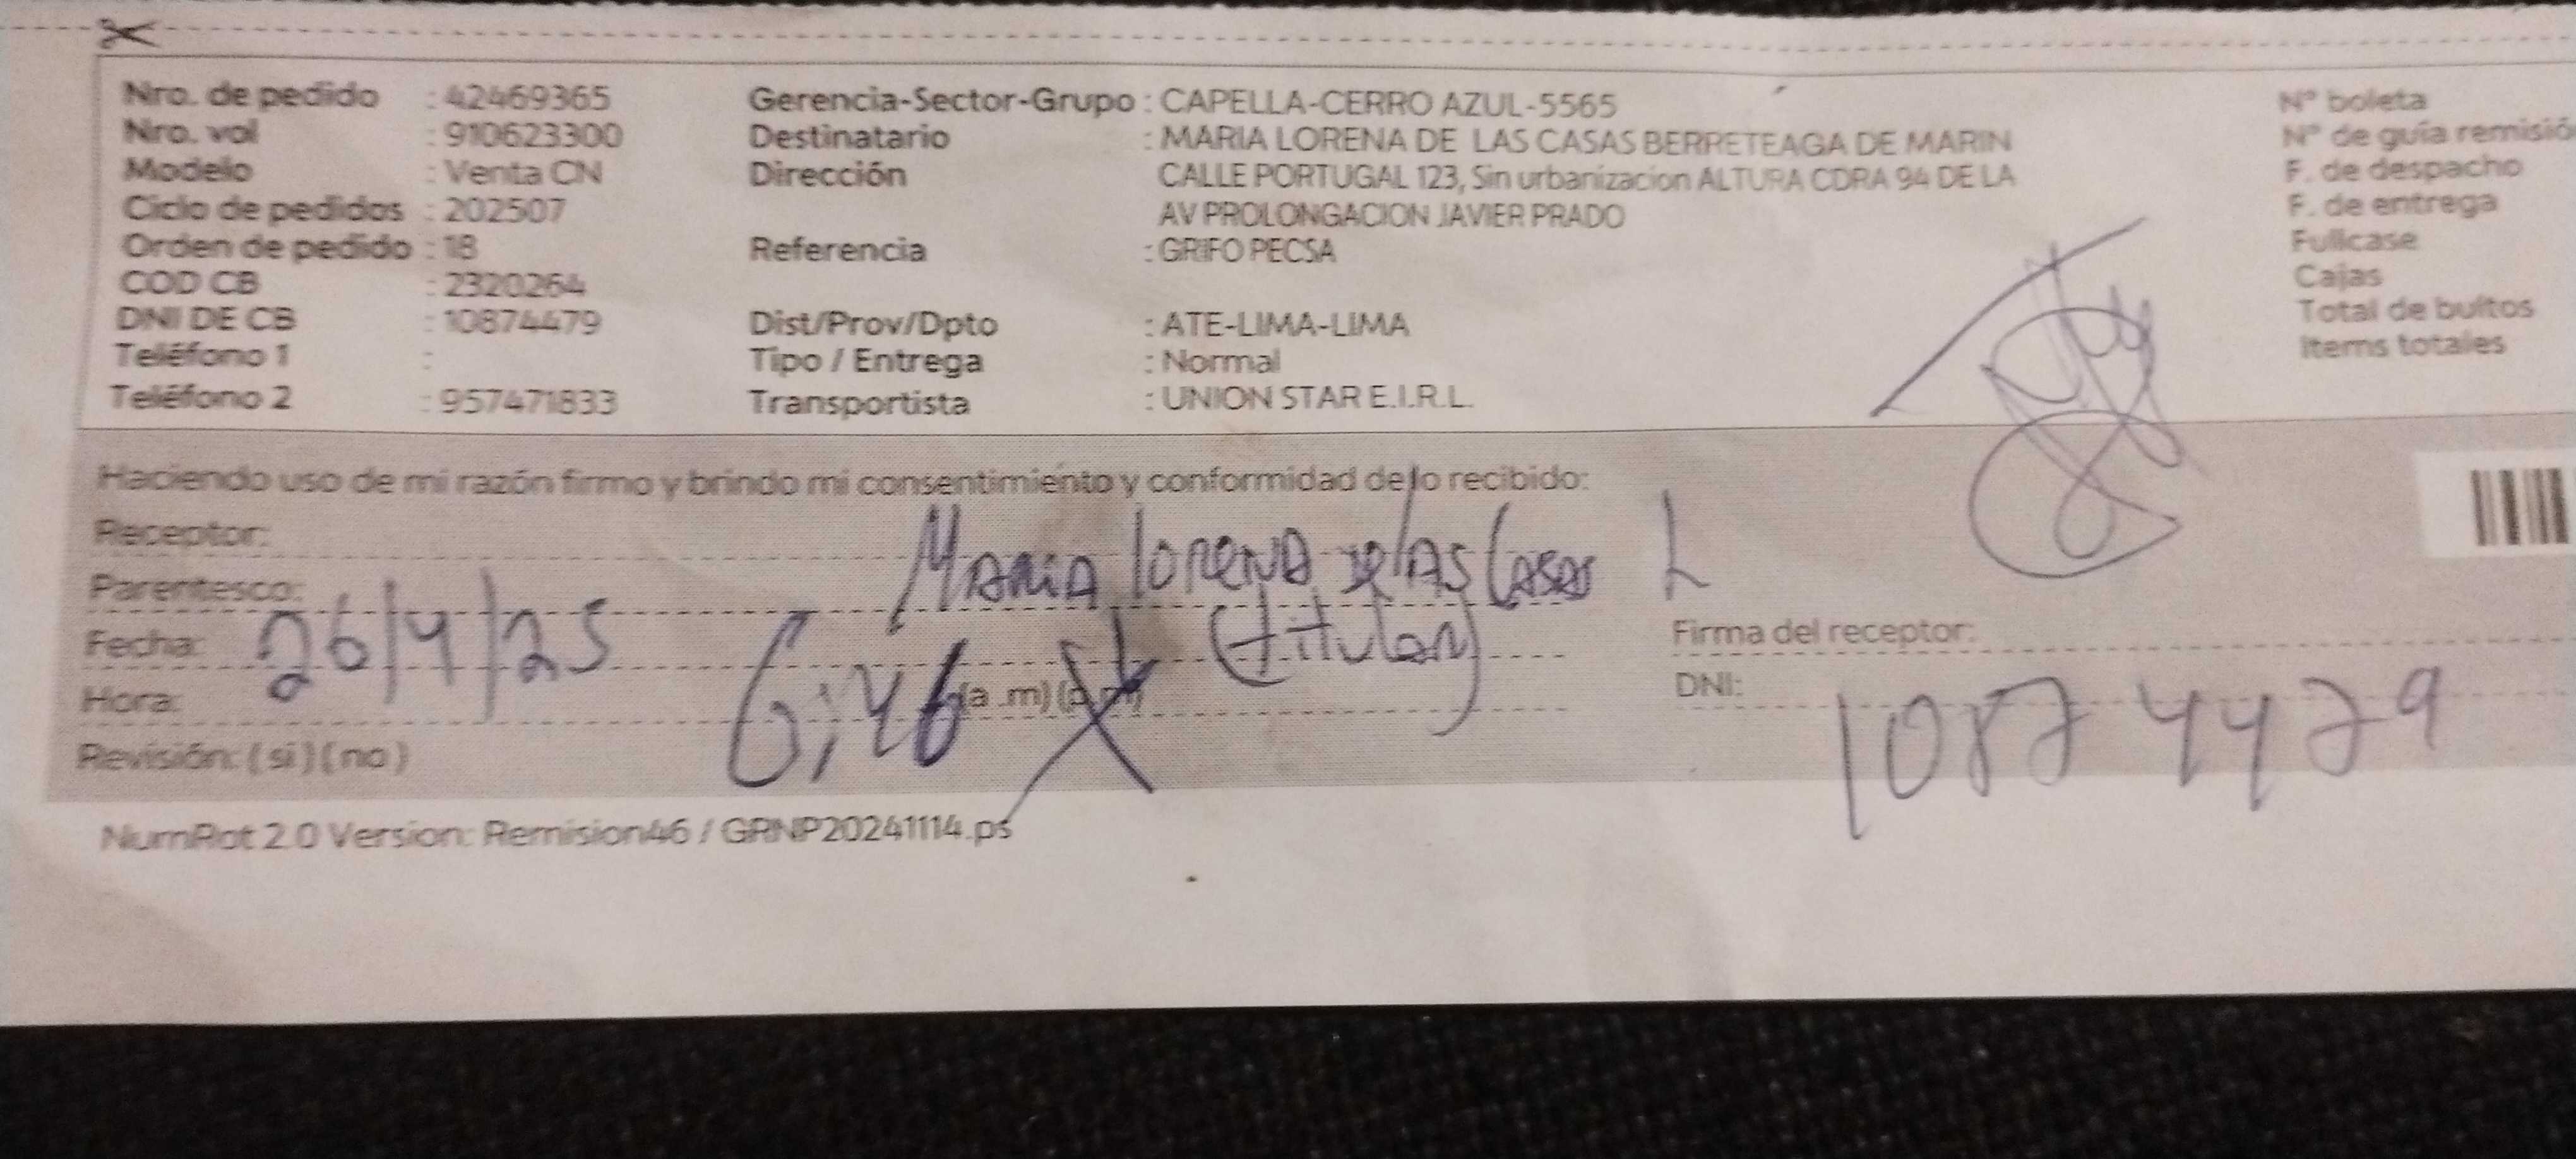 Nro. de pedido : 42469365 Gerencia-Sector-Grupo : CAPELLA-CERRO AZUL-5565 N° boleta
Nro. vol : 910623300 Destinatario : MARIA LORENA DE LAS CASAS BERRETEAGA DE MARIN N° de guía remisió
Modelo : Venta CN Dirección CALLE PORTUGAL 123, Sin urbanizacion ALTURA CDRA 94 DE LA F. de despacho
Ciclo de pedidos : 202507 AV PROLONGACION JAVIER PRADO F. de entrega
Orden de pedido : 18 Referencia : GRIFO PECSA Fullcase
COD CB : 2320264 Cajas
DNI DE CB : 10874479 Dist/Prov/Dpto : ATE-LIMA-LIMA Total de bultos
Teléfono 1 : Tipo / Entrega : Normal Items totales
Teléfono 2 : 957471833 Transportista : UNION STAR E.I.R.L.
Haciendo uso de mi razón firmo y brindo mi consentimiento y conformidad de lo recibido:
Receptor: Maria Lorena de las Casas
Parentesco: (titular)
Fecha: 26/4/25 Firma del receptor:
Hora: 6:46 (a .m) (p.m) DNI: 10874479
Revisión: (si) (no)
NumRot 2.0 Version: Remision46 / GRNP20241114.ps